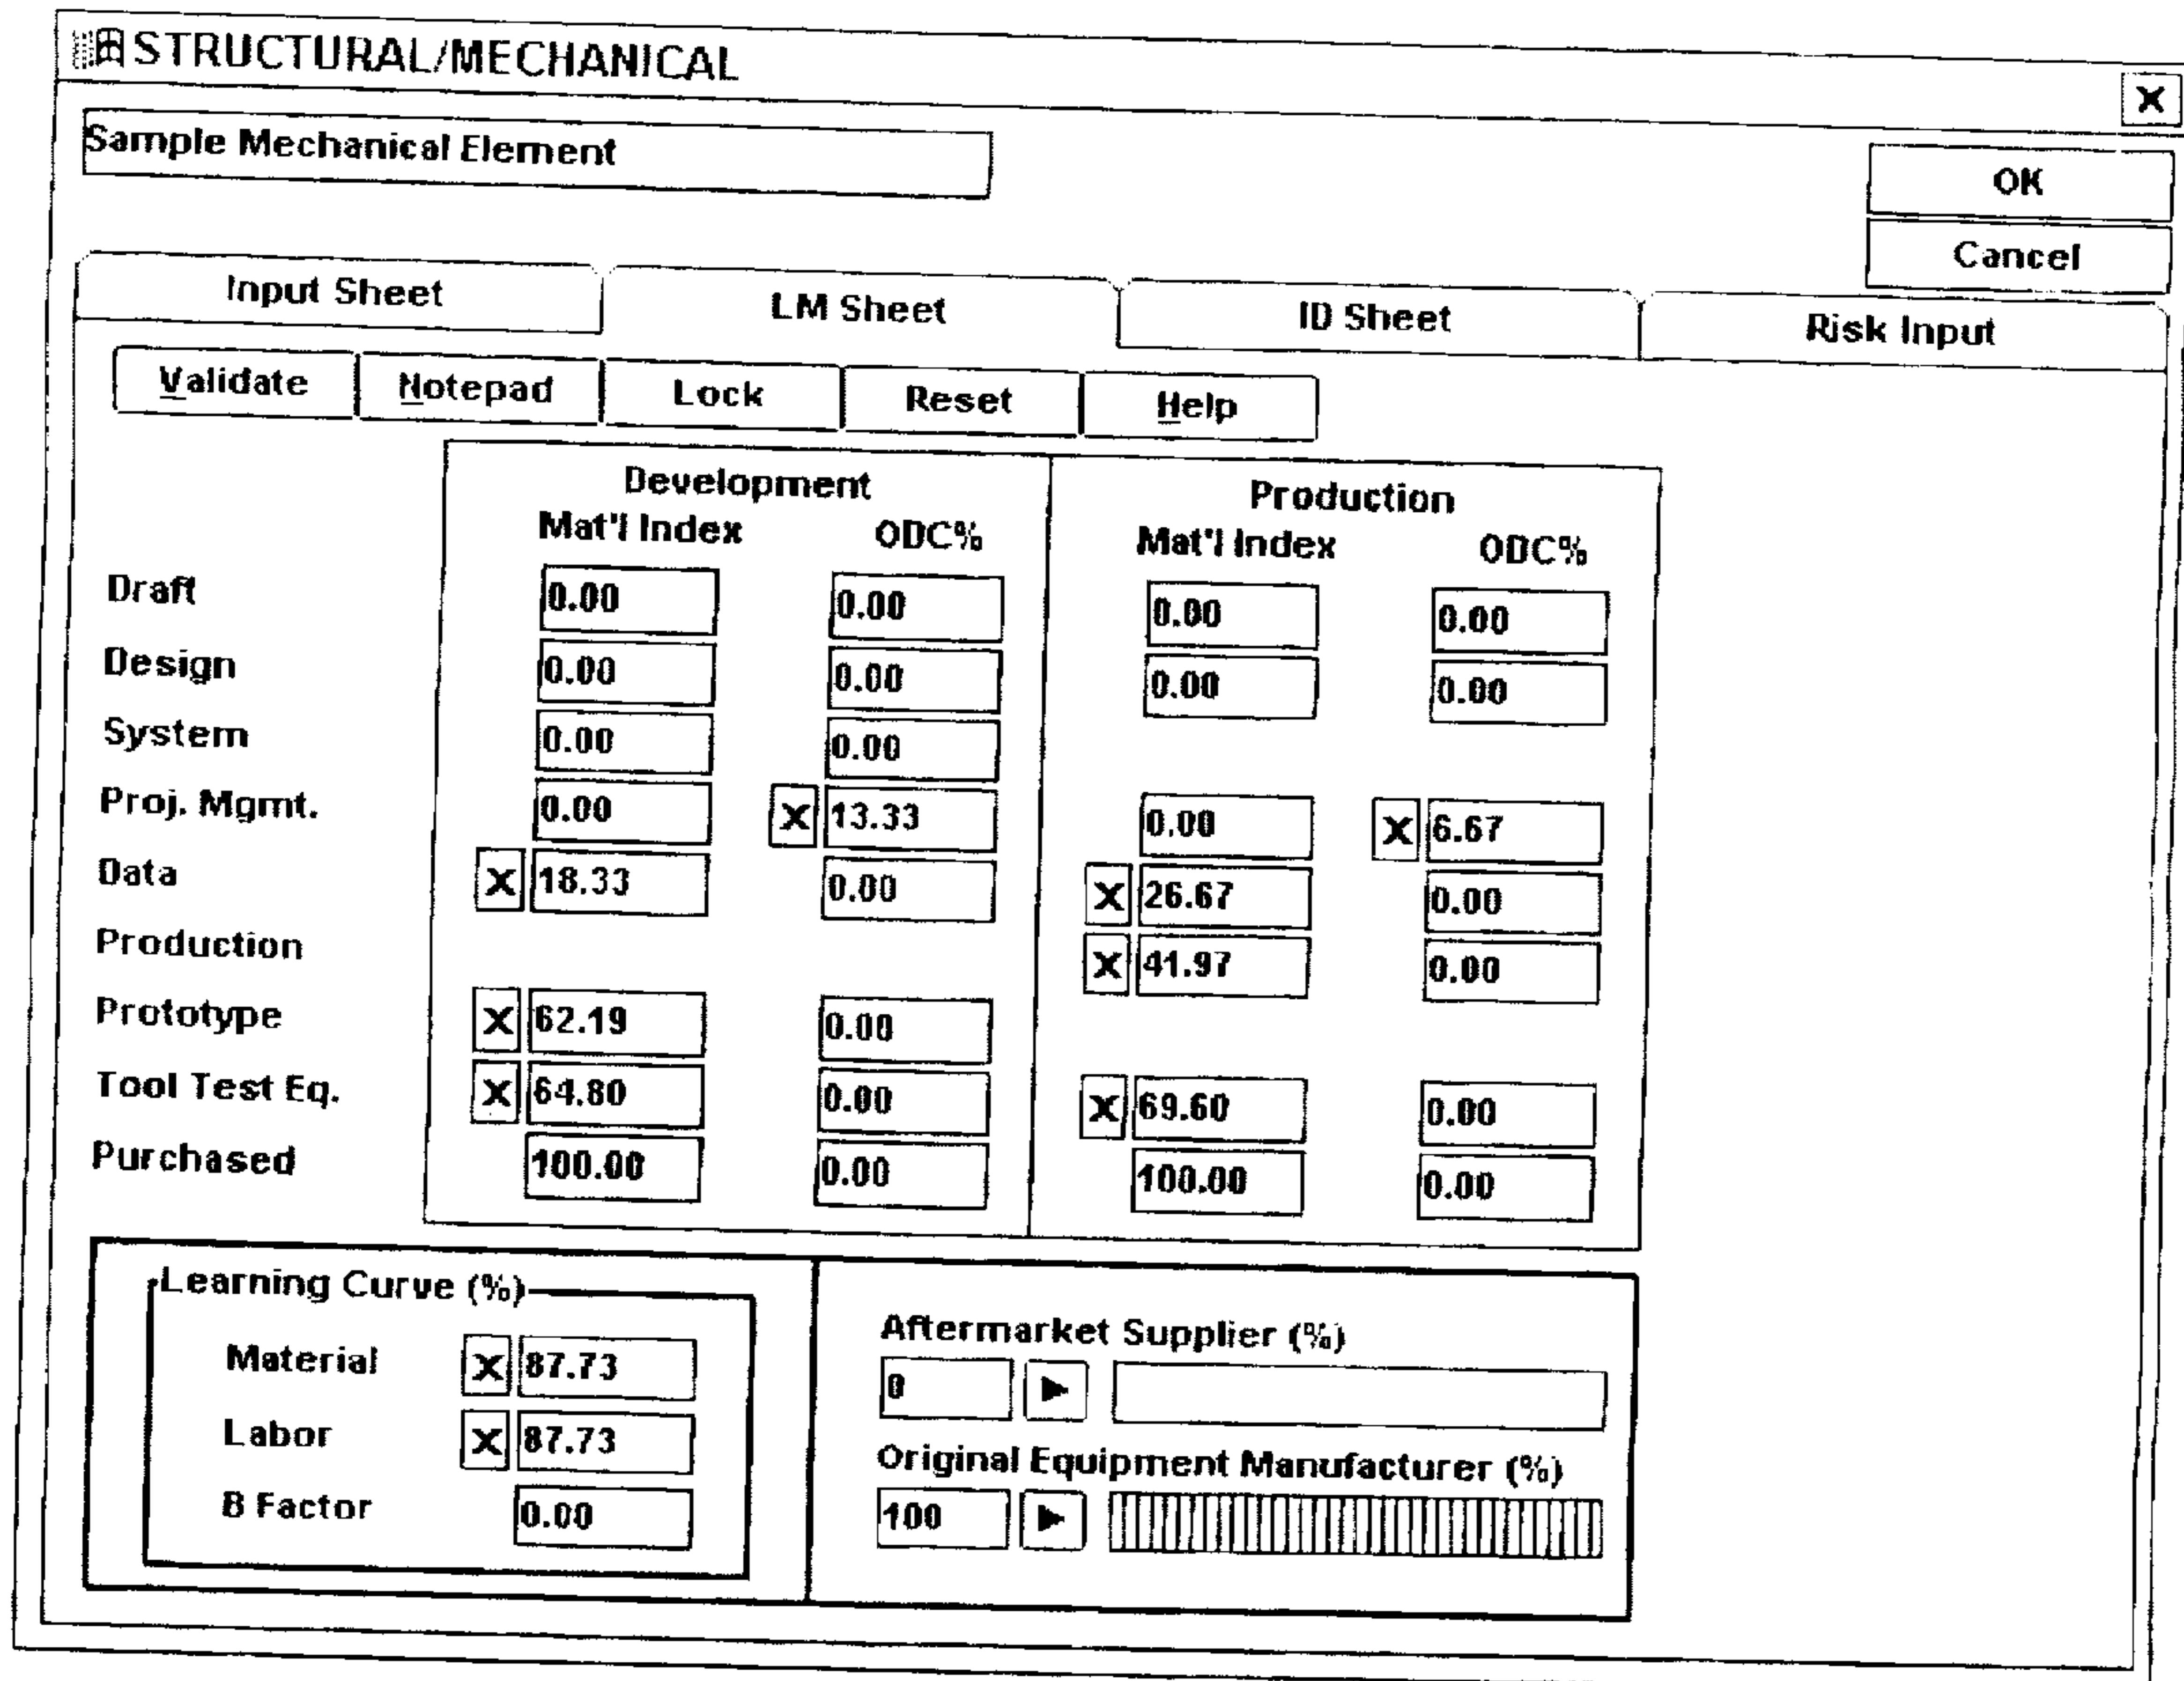 STRUCTURAL/MECHANICAL X
Sample Mechanical Element
OK
Cancel
Input Sheet LM Sheet ID Sheet Risk Input
Validate Notepad Lock Reset Help
Development Production
Mat'l Index ODC% Mat'l Index ODC%
Draft 0.00 0.00 0.00 0.00
Design 0.00 0.00 0.00 0.00
System 0.00 0.00
Proj. Mgmt. 0.00 X 13.33 0.00 X 6.67
Data X 18.33 0.00 X 26.67 0.00
Production X 41.97 0.00
Prototype X 62.19 0.00
Tool Test Eq. X 64.80 0.00 X 69.60 0.00
Purchased 100.00 0.00 100.00 0.00
Learning Curve (%)
Material X 87.73
Labor X 87.73
B Factor 0.00
Aftermarket Supplier (%)
0
Original Equipment Manufacturer (%)
100